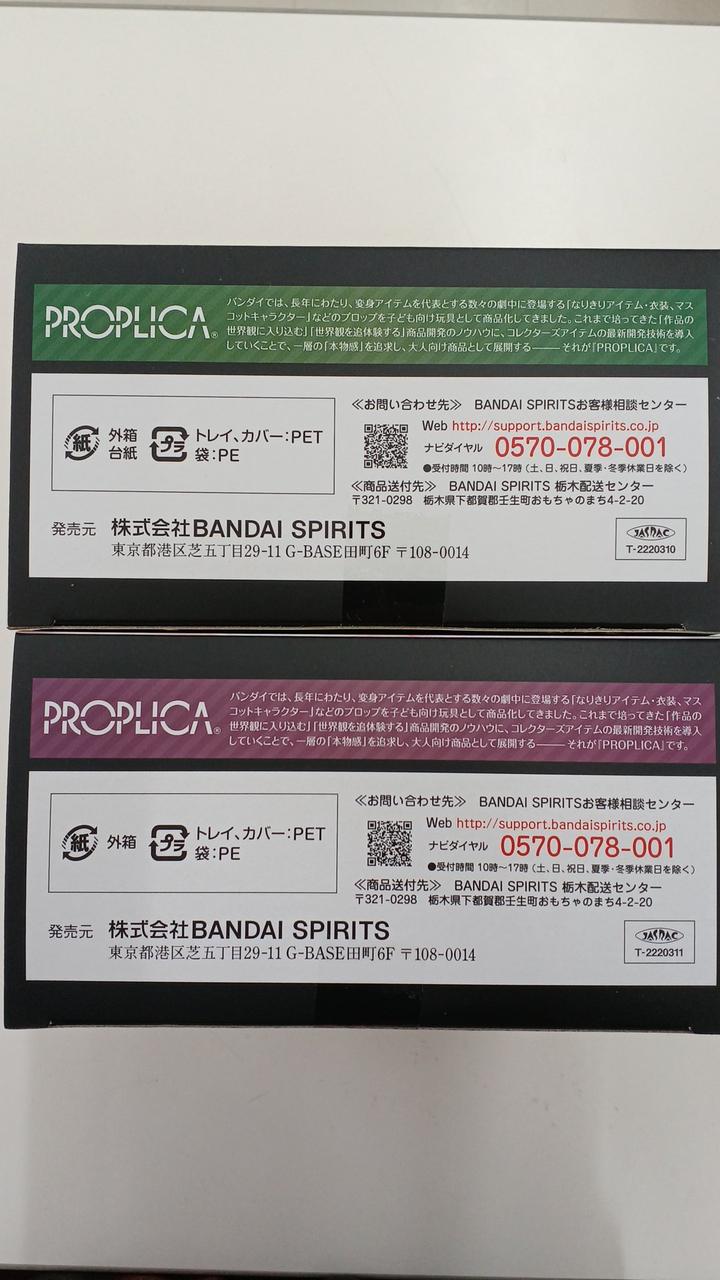 PROPLICA®
バンダイでは、長年にわたり、変身アイテムを代表とする数々の劇中に登場する「なりきりアイテム・衣装、マス
コットキャラクター」などのプロップを子ども向け玩具として商品化してきました。これまで培ってきた「作品の
世界観に入り込む」「世界観を追体験する」商品開発のノウハウに、コレクターズアイテムの最新開発技術を導入
していくことで、一層の「本物感」を追求し、大人向け商品として展開する——それが「PROPLICA」です。
紙 外箱
台紙
プラ トレイ、カバー:PET
袋:PE
≪お問い合わせ先≫ BANDAI SPIRITSお客様相談センター
Web http://support.bandaispirits.co.jp
ナビダイヤル 0570-078-001
●受付時間 10時～17時(土、日、祝日、夏季・冬季休業日を除く)
≪商品送付先≫ BANDAI SPIRITS 栃木配送センター
〒321-0298 栃木県下都賀郡壬生町おもちゃのまち4-2-20
発売元 株式会社BANDAI SPIRITS
東京都港区芝五丁目29-11 G-BASE田町6F 〒108-0014
JASRAC
T-2220310
PROPLICA®
バンダイでは、長年にわたり、変身アイテムを代表とする数々の劇中に登場する「なりきりアイテム・衣装、マス
コットキャラクター」などのプロップを子ども向け玩具として商品化してきました。これまで培ってきた「作品の
世界観に入り込む」「世界観を追体験する」商品開発のノウハウに、コレクターズアイテムの最新開発技術を導入
していくことで、一層の「本物感」を追求し、大人向け商品として展開する——それが「PROPLICA」です。
紙 外箱
プラ トレイ、カバー:PET
袋:PE
≪お問い合わせ先≫ BANDAI SPIRITSお客様相談センター
Web http://support.bandaispirits.co.jp
ナビダイヤル 0570-078-001
●受付時間 10時～17時(土、日、祝日、夏季・冬季休業日を除く)
≪商品送付先≫ BANDAI SPIRITS 栃木配送センター
〒321-0298 栃木県下都賀郡壬生町おもちゃのまち4-2-20
発売元 株式会社BANDAI SPIRITS
東京都港区芝五丁目29-11 G-BASE田町6F 〒108-0014
JASRAC
T-2220311